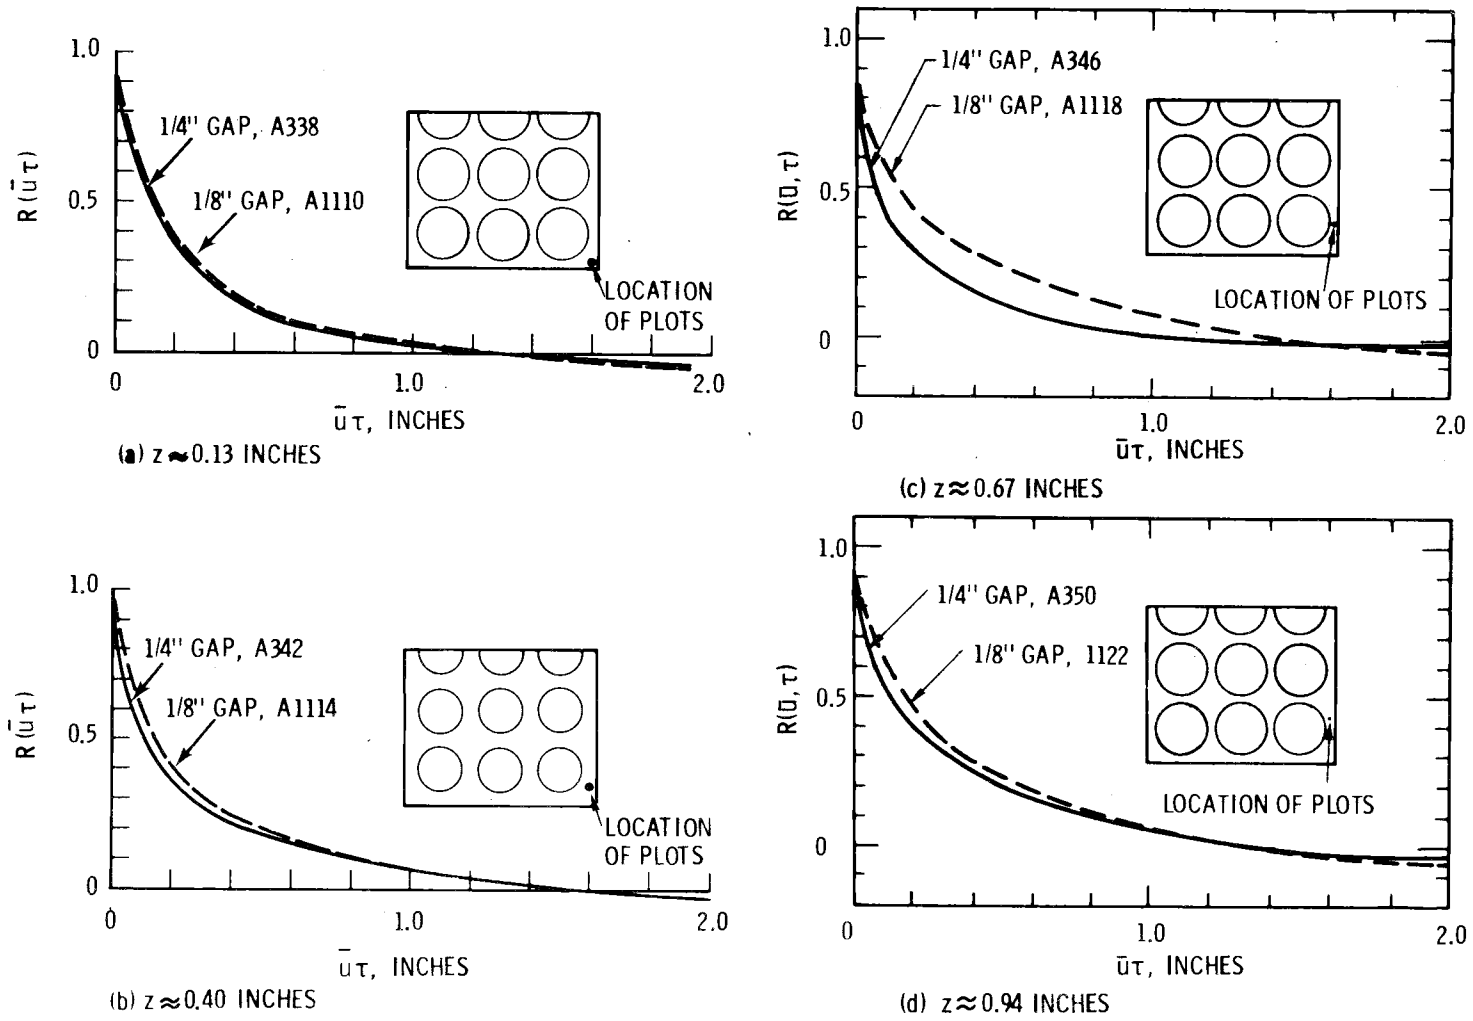 1.0
0.5
0
R(ūτ)
1/4" GAP, A338
1/8" GAP, A1110
LOCATION
OF PLOTS
0
1.0
2.0
ūτ, INCHES
(a) z ≈ 0.13 INCHES
1.0
0.5
0
R(ūτ)
1/4" GAP, A342
1/8" GAP, A1114
LOCATION
OF PLOTS
0
1.0
2.0
ūτ, INCHES
(b) z ≈ 0.40 INCHES
1.0
0.5
0
R(ū,τ)
1/4" GAP, A346
1/8" GAP, A1118
LOCATION OF PLOTS
0
1.0
2.0
ūτ, INCHES
(c) z ≈ 0.67 INCHES
1.0
0.5
0
R(ū,τ)
1/4" GAP, A350
1/8" GAP, 1122
LOCATION OF PLOTS
0
1.0
2.0
ūτ, INCHES
(d) z ≈ 0.94 INCHES